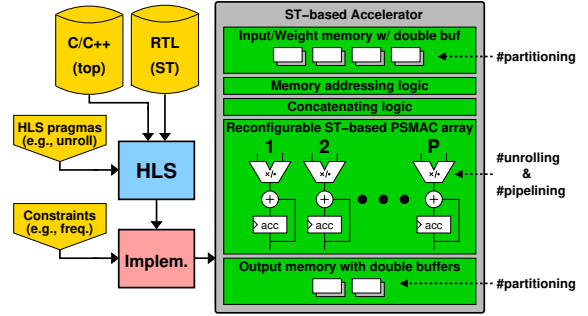 C/C++
(top)
RTL
(ST)
HLS pragmas
(e.g., unroll)
HLS
Constraints
(e.g., freq.)
Implem.
ST-based Accelerator
Input/Weight memory w/ double buf
#partitioning
Memory addressing logic
Concatenating logic
Reconfigurable ST-based PSMAC array
1 2 P
×/• ×/• ×/•
+ + +
acc acc acc
#unrolling
&
#pipelining
Output memory with double buffers
#partitioning